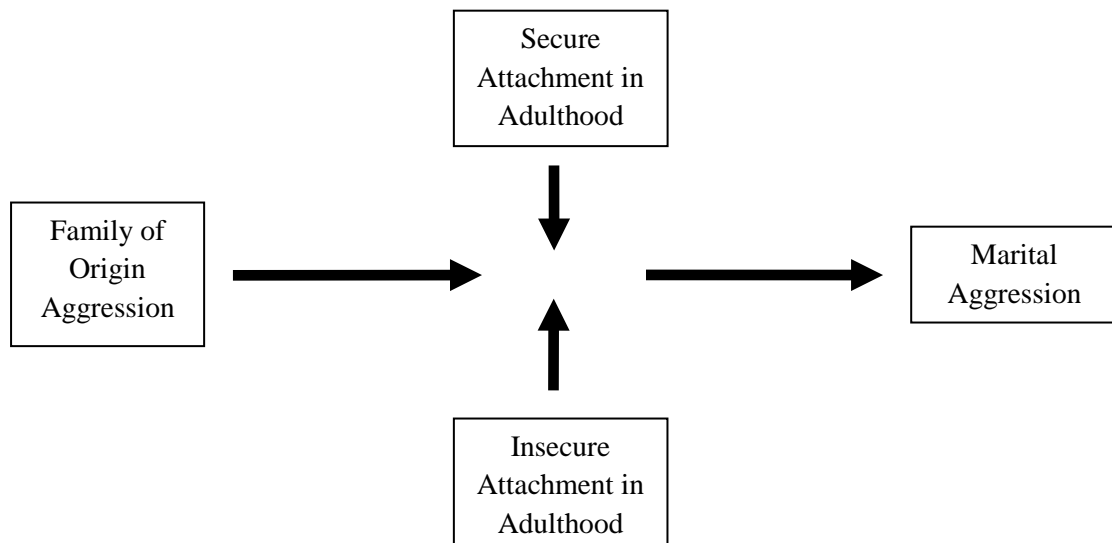 Secure
Attachment in
Adulthood
Family of
Origin
Aggression
Marital
Aggression
Insecure
Attachment in
Adulthood